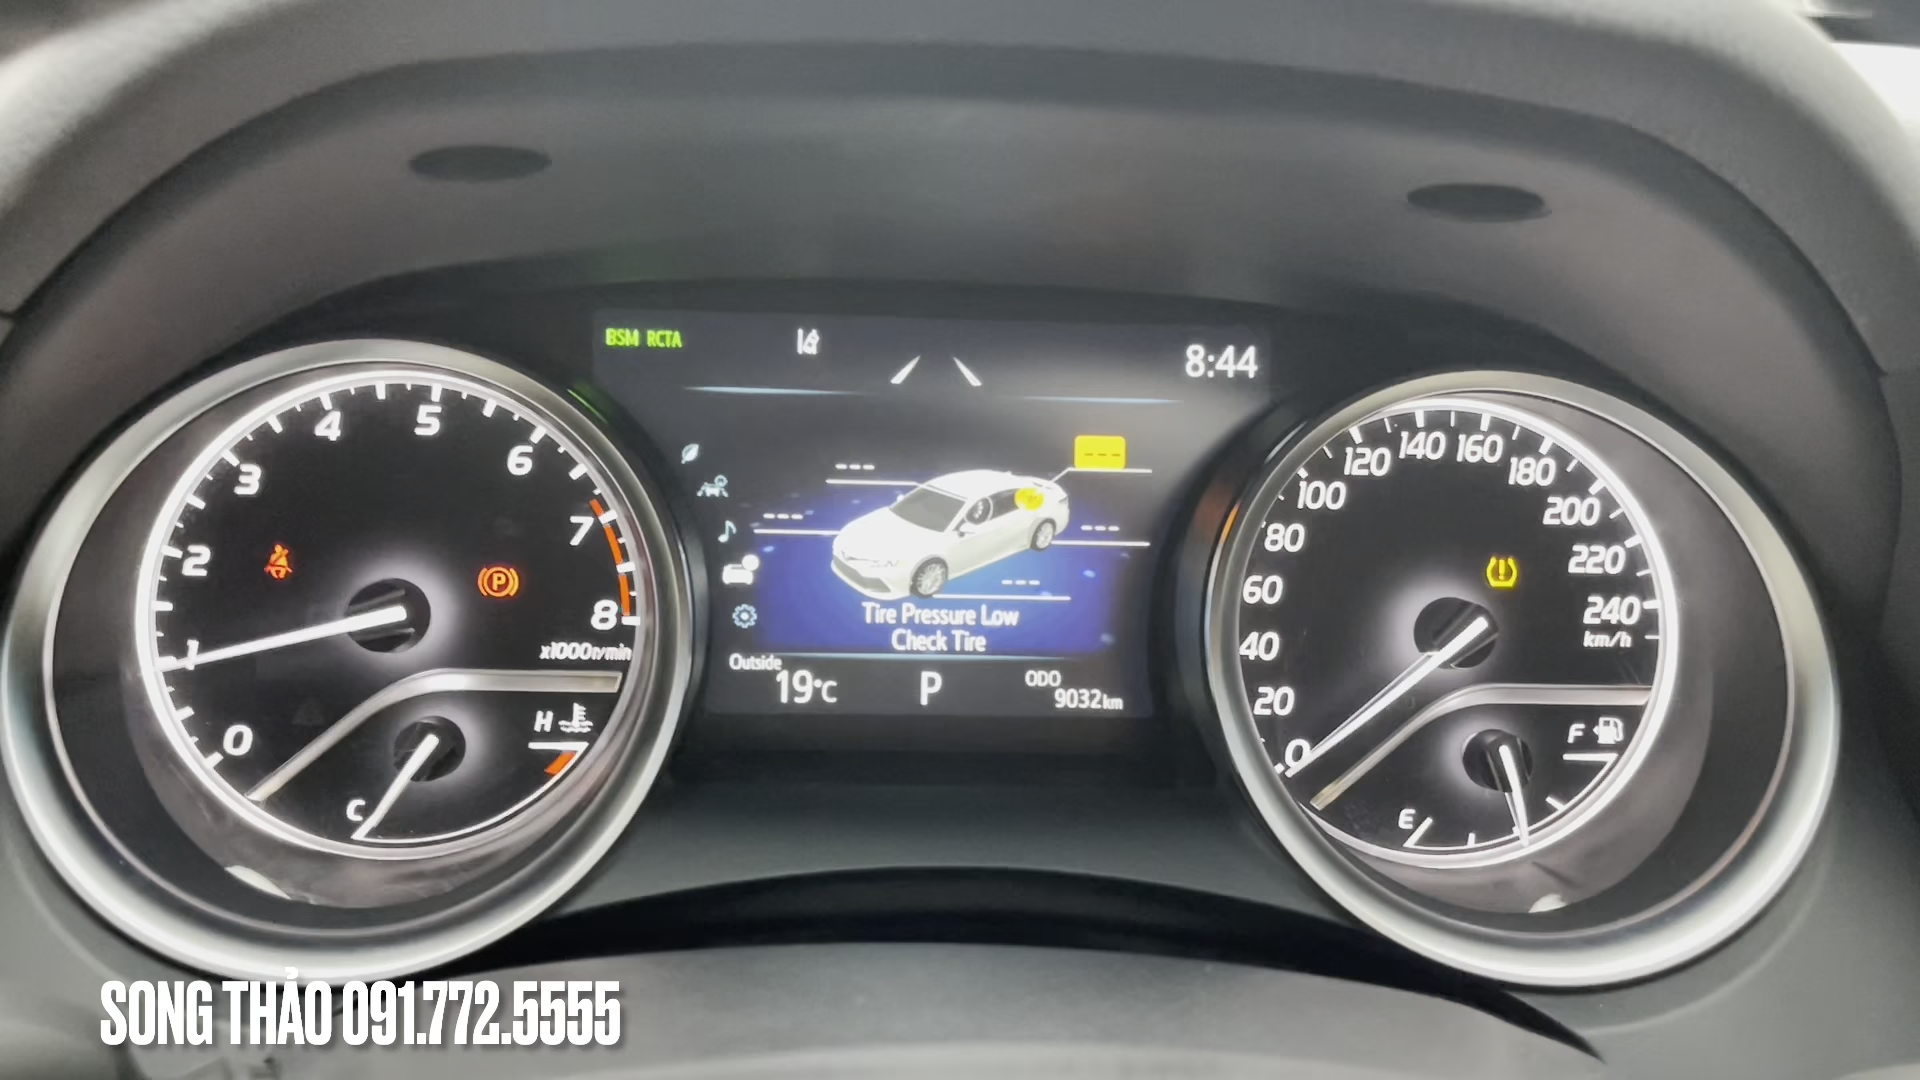 BSM RCTA
8:44
---
---
---
---
---
Tire Pressure Low
Check Tire
Outside
19°C
P
ODO
9032km
0
1
2
3
4
5
6
7
8
x1000r/min
P
H
C
0
20
40
60
80
100
120
140
160
180
200
220
240
km/h
F
E
SONG THẢO 091.772.5555